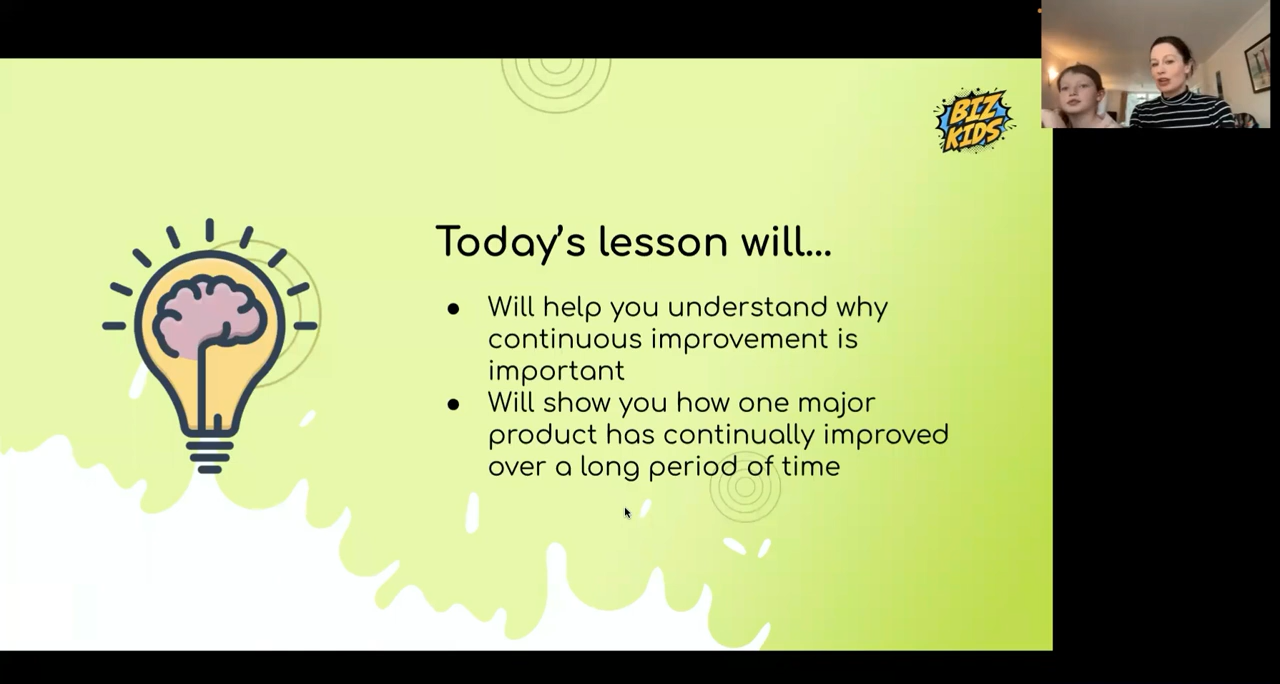 BIZ
KIDS
Today's lesson will...
● Will help you understand why
continuous improvement is
important
● Will show you how one major
product has continually improved
over a long period of time